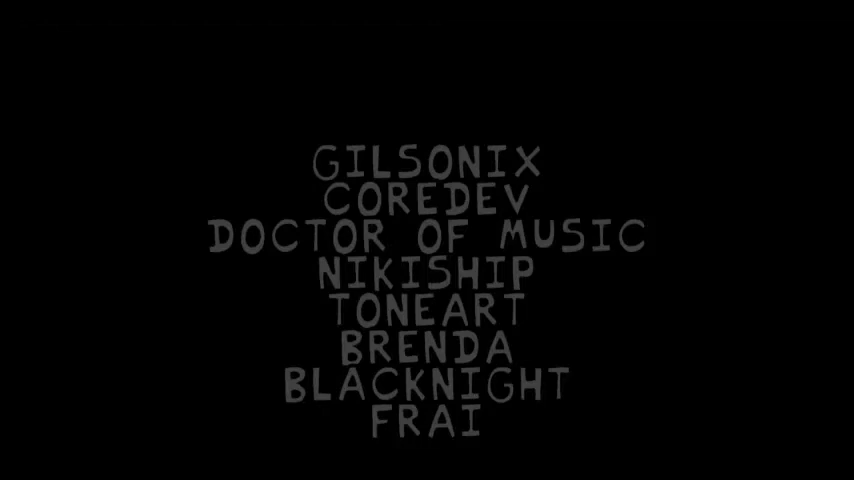 GILSONIX
COREDEV
DOCTOR OF MUSIC
NIKISHIP
TONEART
BRENDA
BLACKNIGHT
FRAI